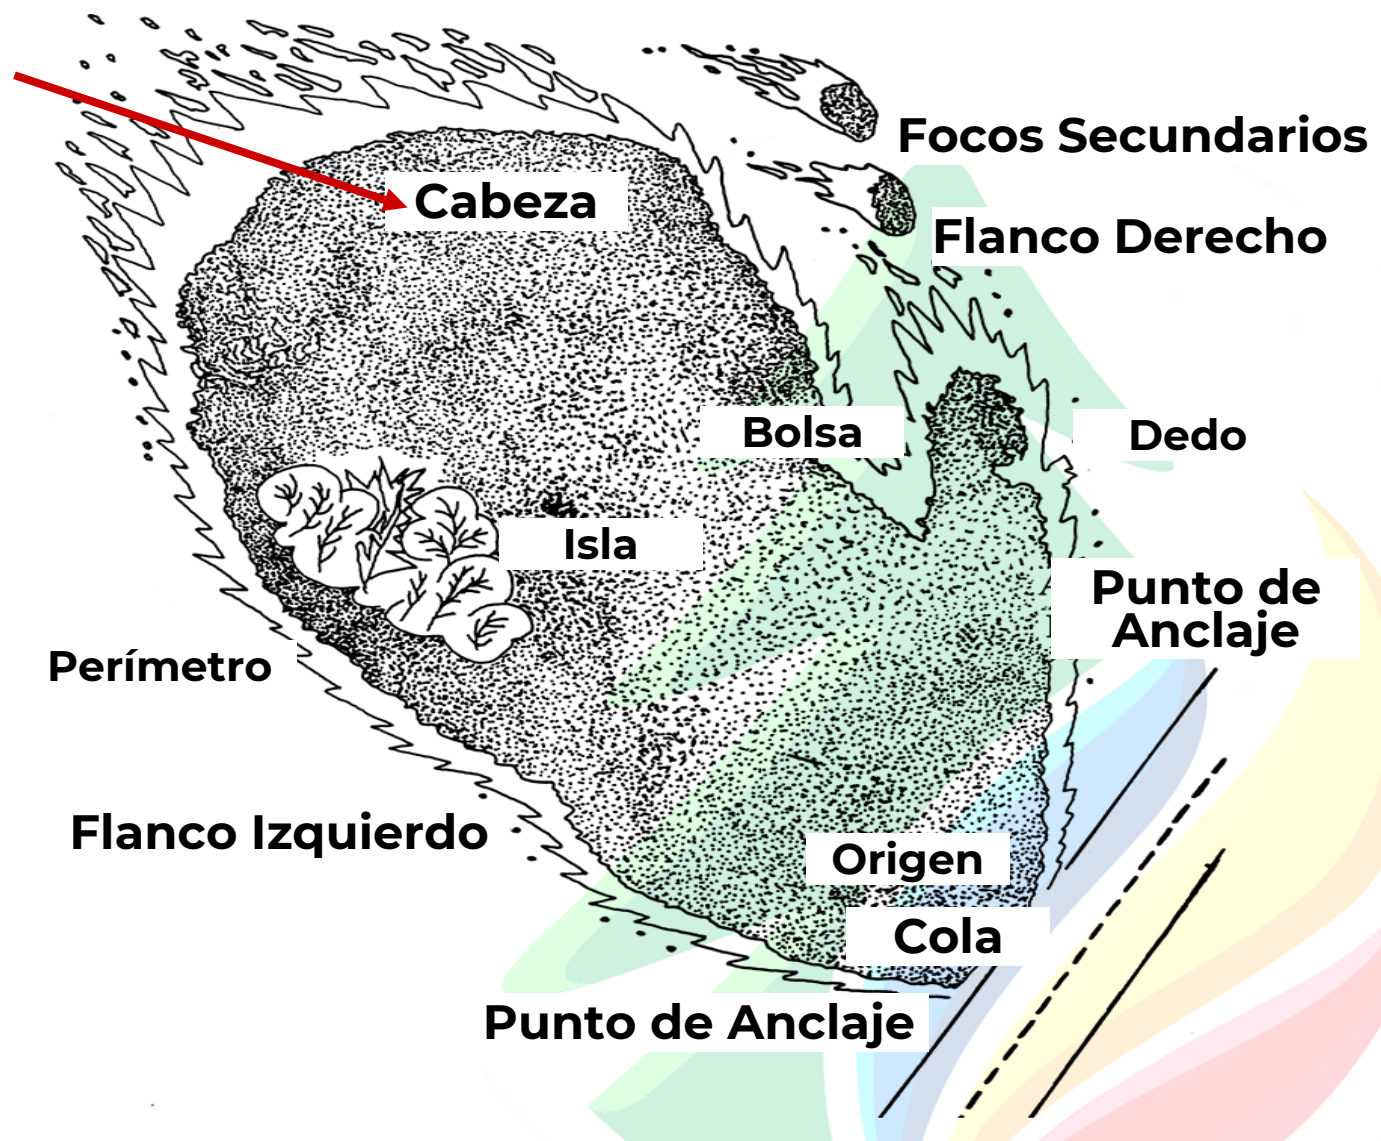 Focos Secundarios
Cabeza
Flanco Derecho
Bolsa
Dedo
Isla
Punto de
Anclaje
Perímetro
Flanco Izquierdo
Origen
Cola
Punto de Anclaje